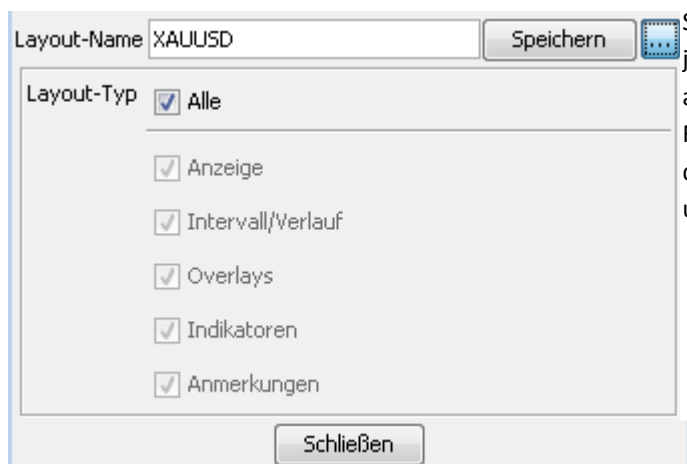 Layout-Name XAUUSD Speichern ...
Layout-Typ Alle
Anzeige
Intervall/Verlauf
Overlays
Indikatoren
Anmerkungen
Schließen